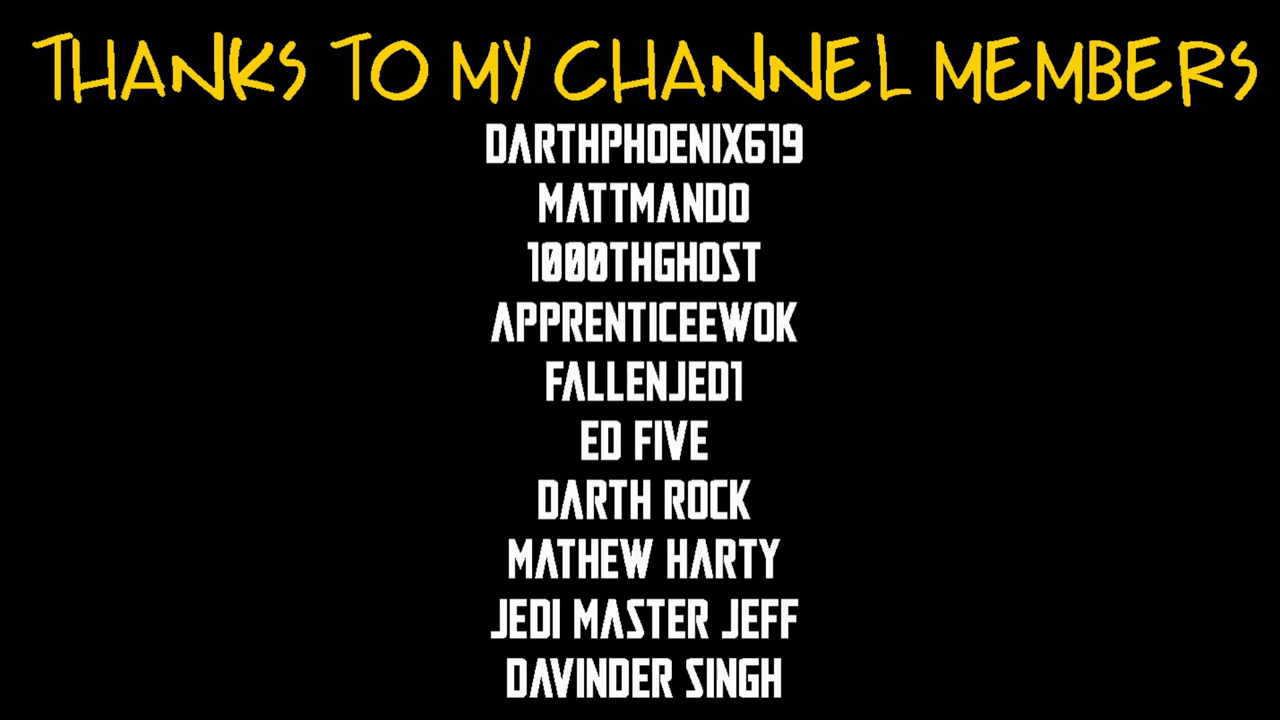 THANKS TO MY CHANNEL MEMBERS
DARTHPHOENIX619
MATTMANDO
1000THGHOST
APPRENTICEEWOK
FALLENJED1
ED FIVE
DARTH ROCK
MATHEW HARTY
JEDI MASTER JEFF
DAVINDER SINGH